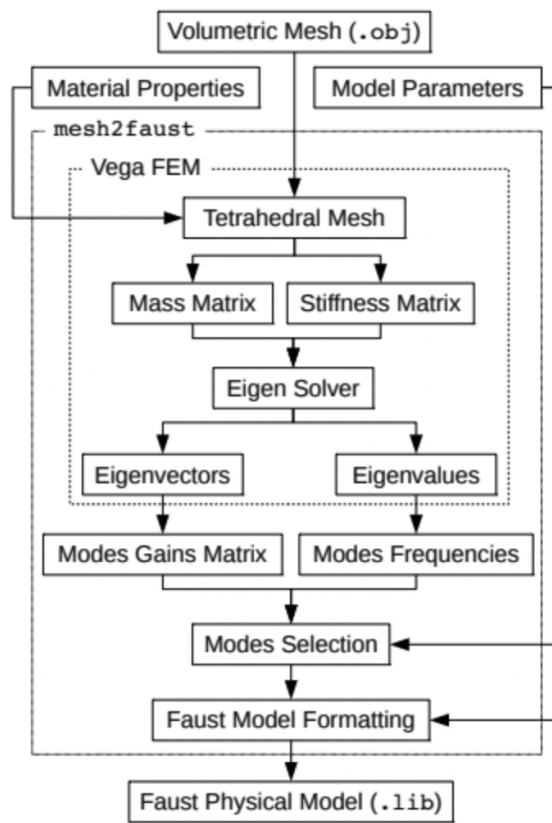 Volumetric Mesh (.obj)
Material Properties
Model Parameters
mesh2faust
Vega FEM
Tetrahedral Mesh
Mass Matrix
Stiffness Matrix
Eigen Solver
Eigenvectors
Eigenvalues
Modes Gains Matrix
Modes Frequencies
Modes Selection
Faust Model Formatting
Faust Physical Model (.lib)